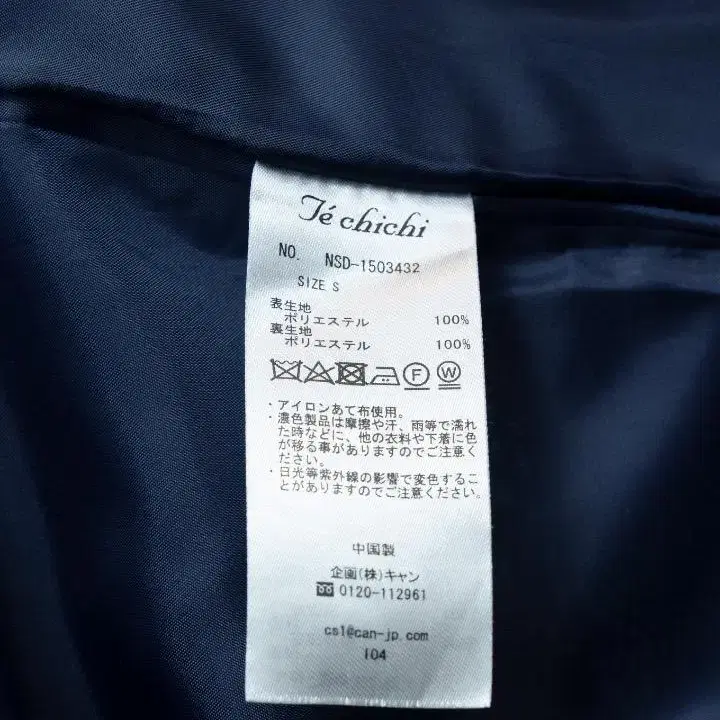 Té chichi
NO. NSD-1503432
SIZE S
表生地
ポリエステル 100%
裏生地
ポリエステル 100%
F W
・アイロンあて布使用。
・濃色製品は摩擦や汗、雨等で濡れ
た時などに、他の衣料や下着に色
が移る事がありますのでご注意く
ださい。
・日光等紫外線の影響で変色するこ
とがありますのでご注意ください。
中国製
企画(株)キャン
0120-112961
cs1@can-jp.com
104